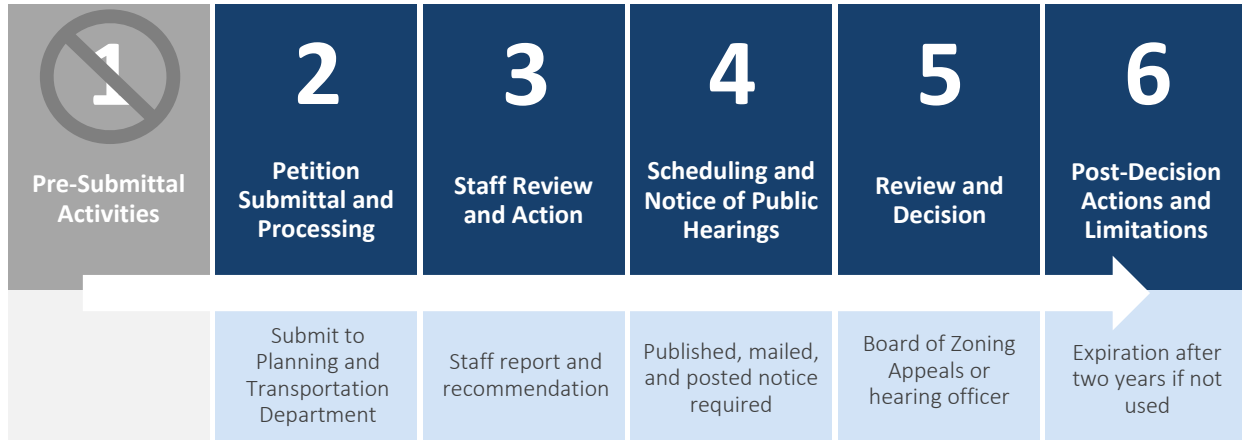 1
Pre-Submittal
Activities
2
Petition
Submittal and
Processing
Submit to
Planning and
Transportation
Department
3
Staff Review
and Action
Staff report and
recommendation
4
Scheduling and
Notice of Public
Hearings
Published, mailed,
and posted notice
required
5
Review and
Decision
Board of Zoning
Appeals or
hearing officer
6
Post-Decision
Actions and
Limitations
Expiration after
two years if not
used